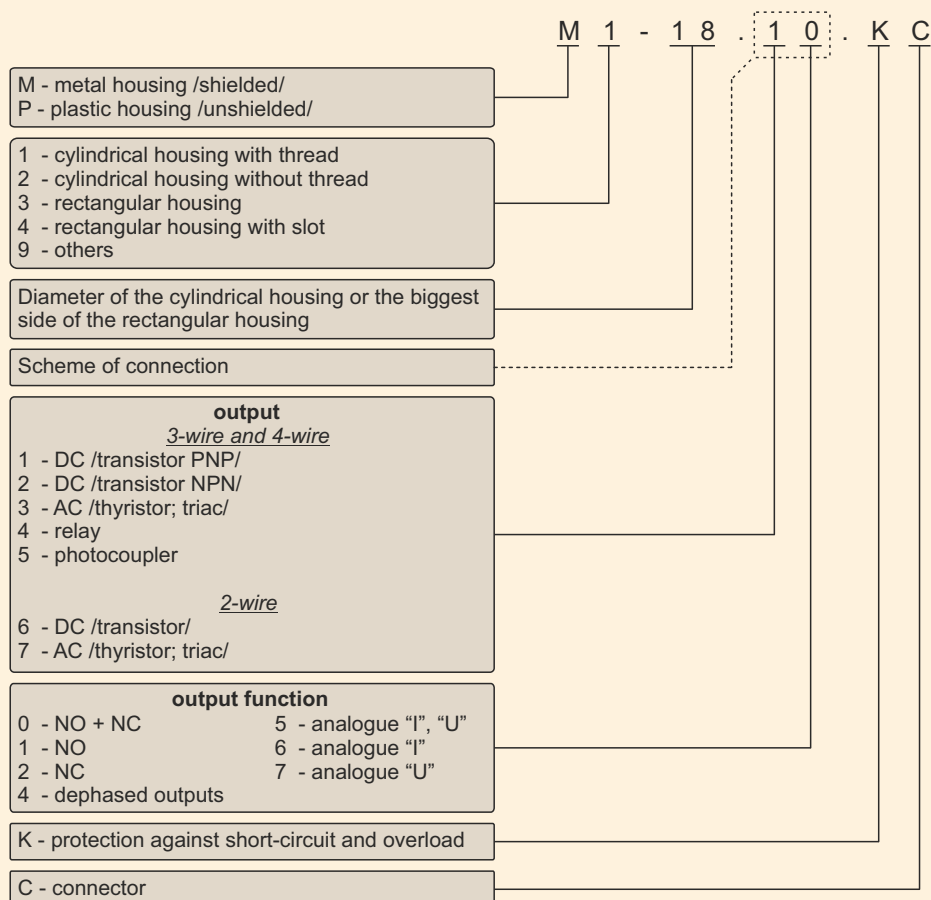 M 1 - 1 8 . 1 0 . K C
M - metal housing /shielded/
P - plastic housing /unshielded/
1 - cylindrical housing with thread
2 - cylindrical housing without thread
3 - rectangular housing
4 - rectangular housing with slot
9 - others
Diameter of the cylindrical housing or the biggest
side of the rectangular housing
Scheme of connection
output
3-wire and 4-wire
1 - DC /transistor PNP/
2 - DC /transistor NPN/
3 - AC /thyristor; triac/
4 - relay
5 - photocoupler
2-wire
6 - DC /transistor/
7 - AC /thyristor; triac/
output function
0 - NO + NC 5 - analogue “I”, “U”
1 - NO 6 - analogue “I”
2 - NC 7 - analogue “U”
4 - dephased outputs
K - protection against short-circuit and overload
C - connector